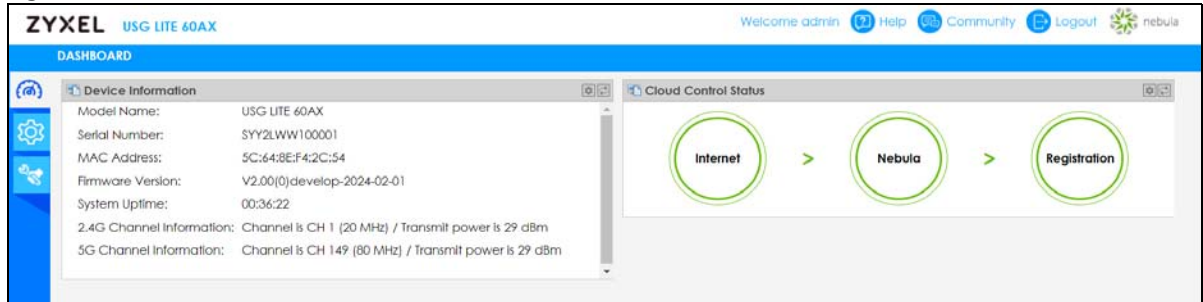 ZYXEL USG LITE 60AX
Welcome admin Help Community Logout nebula
DASHBOARD
Device Information
Model Name: USG LITE 60AX
Serial Number: SYY2LWW100001
MAC Address: 5C:64:8E:F4:2C:54
Firmware Version: V2.00(0)develop-2024-02-01
System Uptime: 00:36:22
2.4G Channel Information: Channel is CH 1 (20 MHz) / Transmit power is 29 dBm
5G Channel Information: Channel is CH 149 (80 MHz) / Transmit power is 29 dBm
Cloud Control Status
Internet > Nebula > Registration